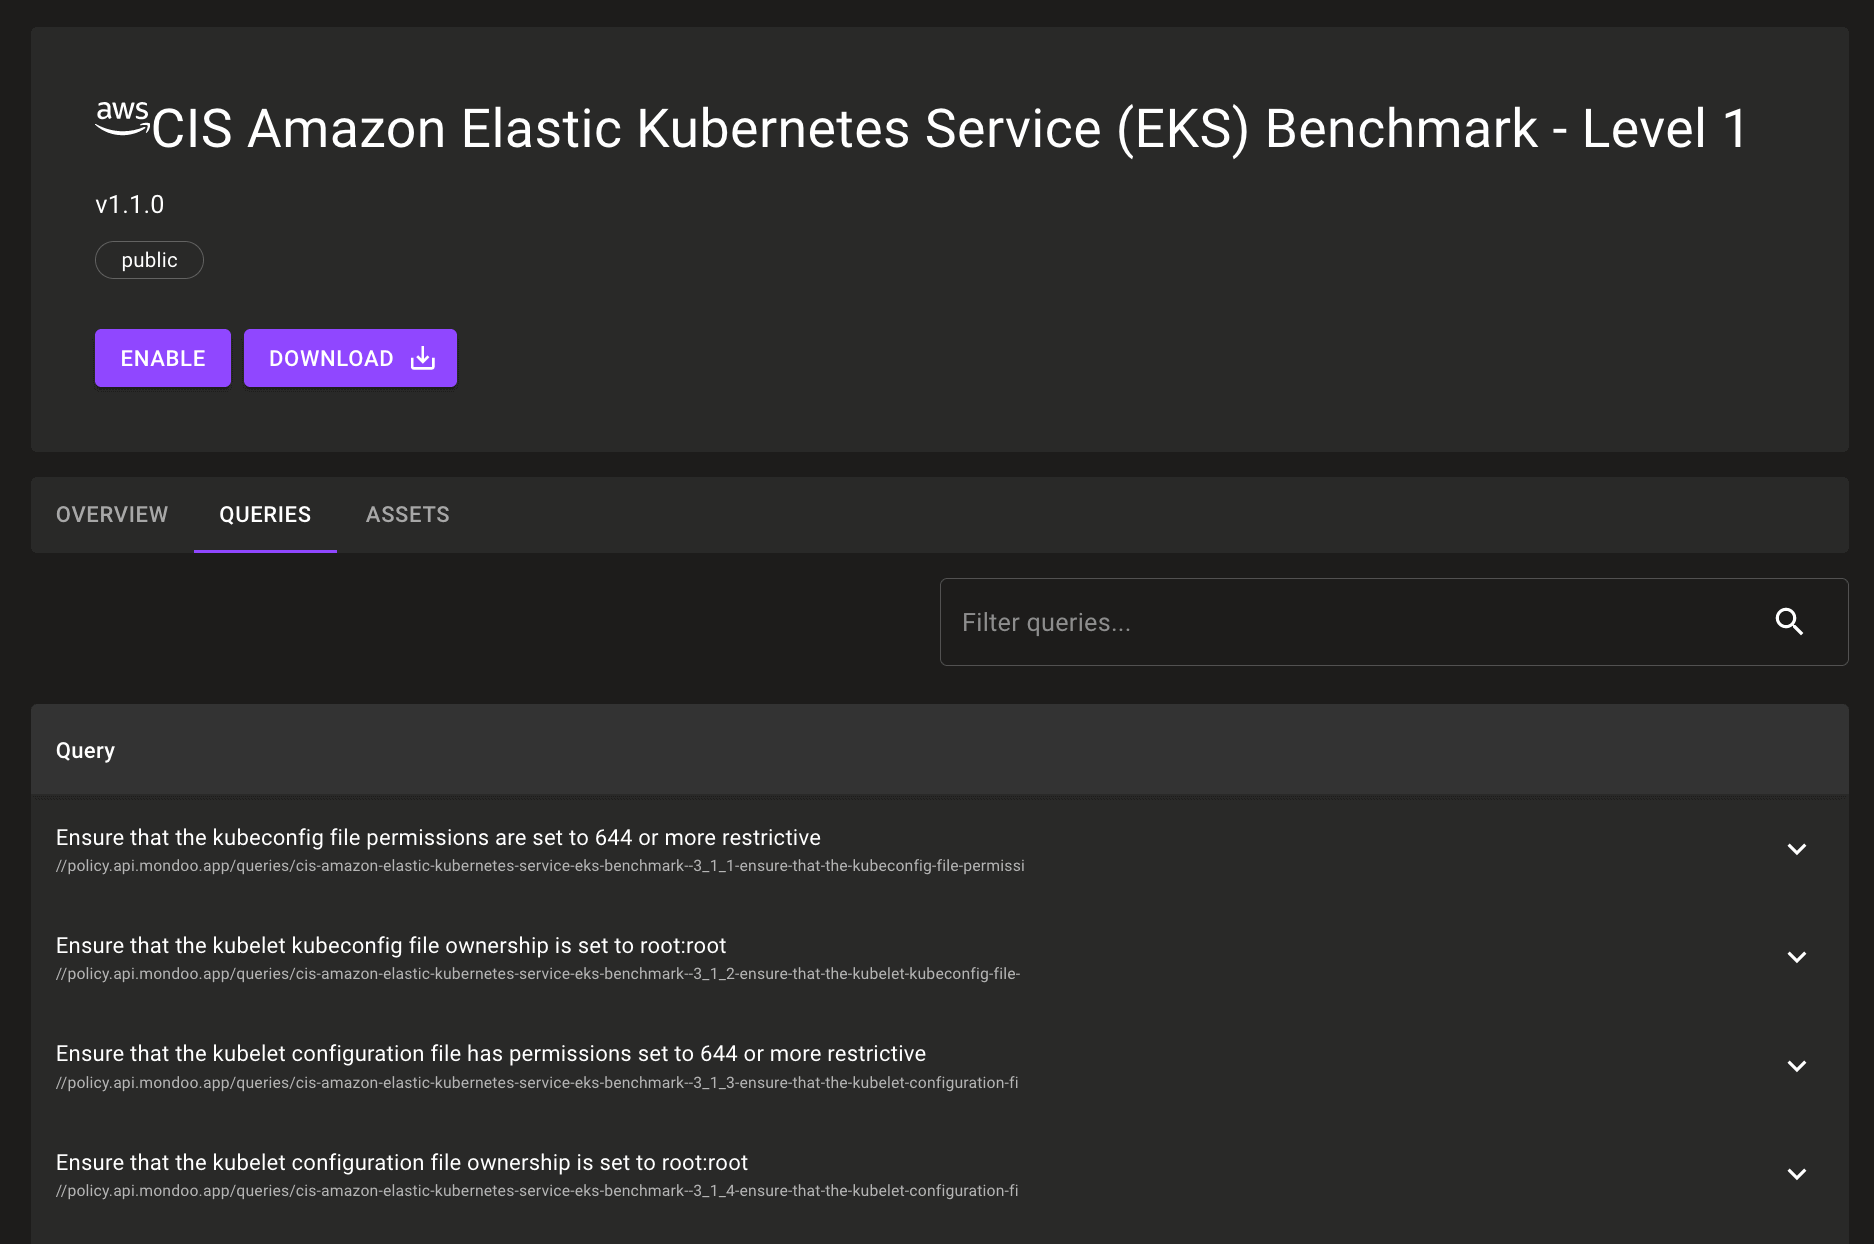 aws CIS Amazon Elastic Kubernetes Service (EKS) Benchmark - Level 1
v1.1.0
public
ENABLE DOWNLOAD
OVERVIEW QUERIES ASSETS
Filter queries...
Query
Ensure that the kubeconfig file permissions are set to 644 or more restrictive
//policy.api.mondoo.app/queries/cis-amazon-elastic-kubernetes-service-eks-benchmark--3_1_1-ensure-that-the-kubeconfig-file-permissi
Ensure that the kubelet kubeconfig file ownership is set to root:root
//policy.api.mondoo.app/queries/cis-amazon-elastic-kubernetes-service-eks-benchmark--3_1_2-ensure-that-the-kubelet-kubeconfig-file-
Ensure that the kubelet configuration file has permissions set to 644 or more restrictive
//policy.api.mondoo.app/queries/cis-amazon-elastic-kubernetes-service-eks-benchmark--3_1_3-ensure-that-the-kubelet-configuration-fi
Ensure that the kubelet configuration file ownership is set to root:root
//policy.api.mondoo.app/queries/cis-amazon-elastic-kubernetes-service-eks-benchmark--3_1_4-ensure-that-the-kubelet-configuration-fi